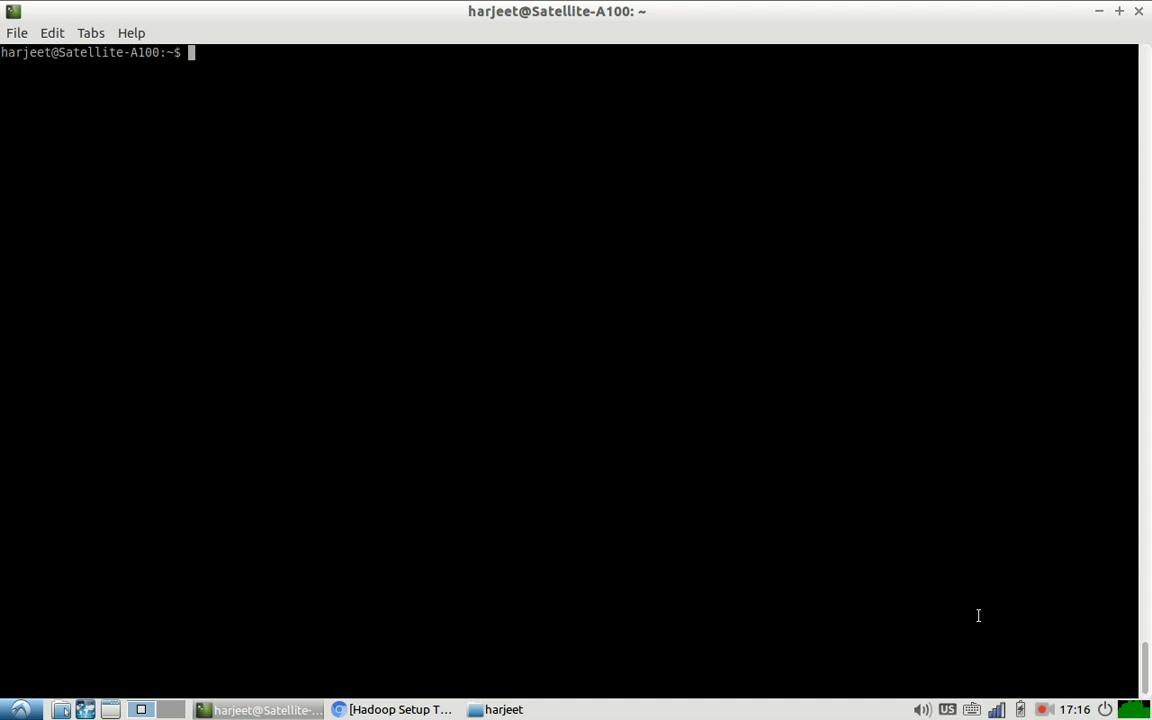 harjeet@Satellite-A100: ~
File Edit Tabs Help
harjeet@Satellite-A100:~$
harjeet@Satellite-... [Hadoop Setup T... harjeet US 17:16